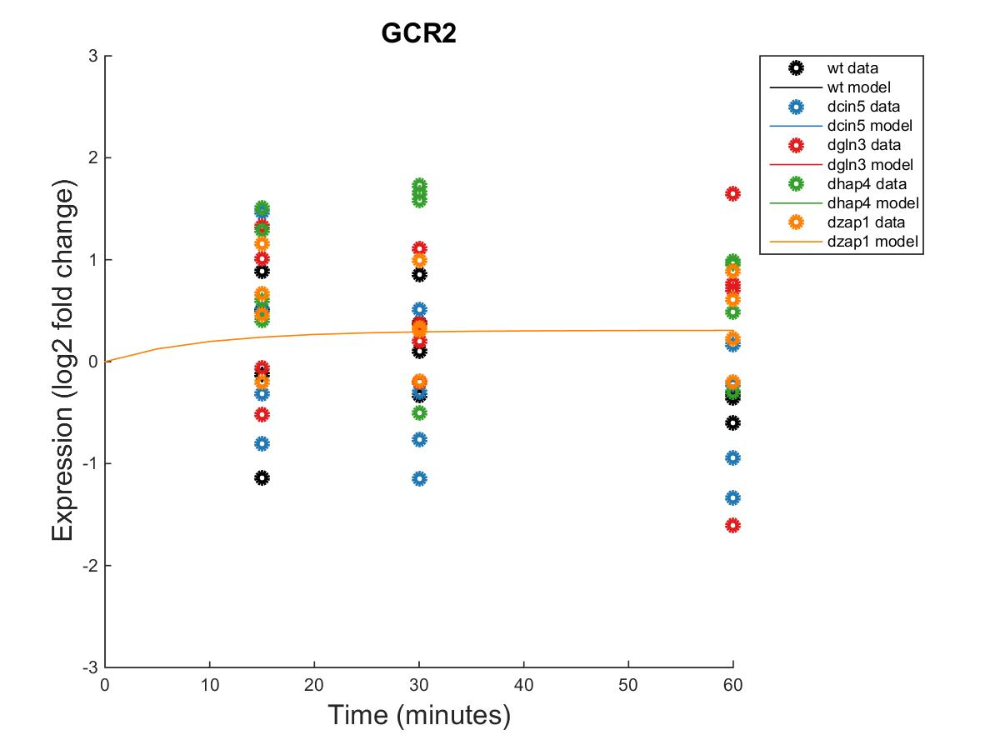 GCR2
3
2
1
0
-1
-2
-3
Expression (log2 fold change)
0 10 20 30 40 50 60
Time (minutes)
wt data
wt model
dcin5 data
dcin5 model
dgln3 data
dgln3 model
dhap4 data
dhap4 model
dzap1 data
dzap1 model